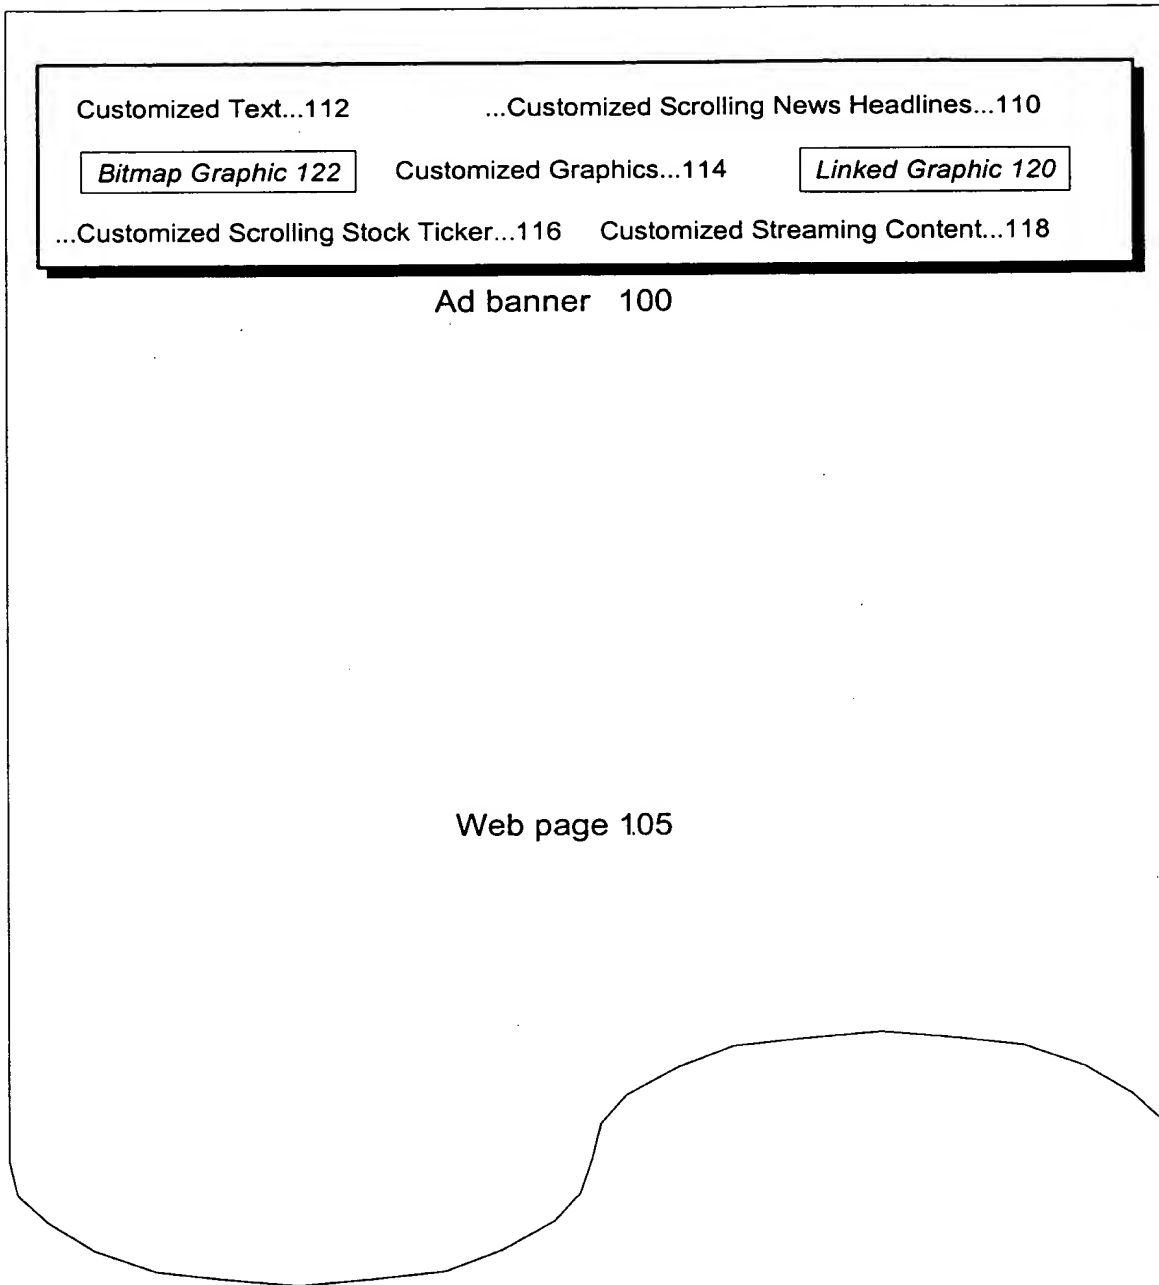 Customized Text...112 ...Customized Scrolling News Headlines...110
Bitmap Graphic 122 Customized Graphics...114 Linked Graphic 120
...Customized Scrolling Stock Ticker...116 Customized Streaming Content...118
Ad banner 100
Web page 105